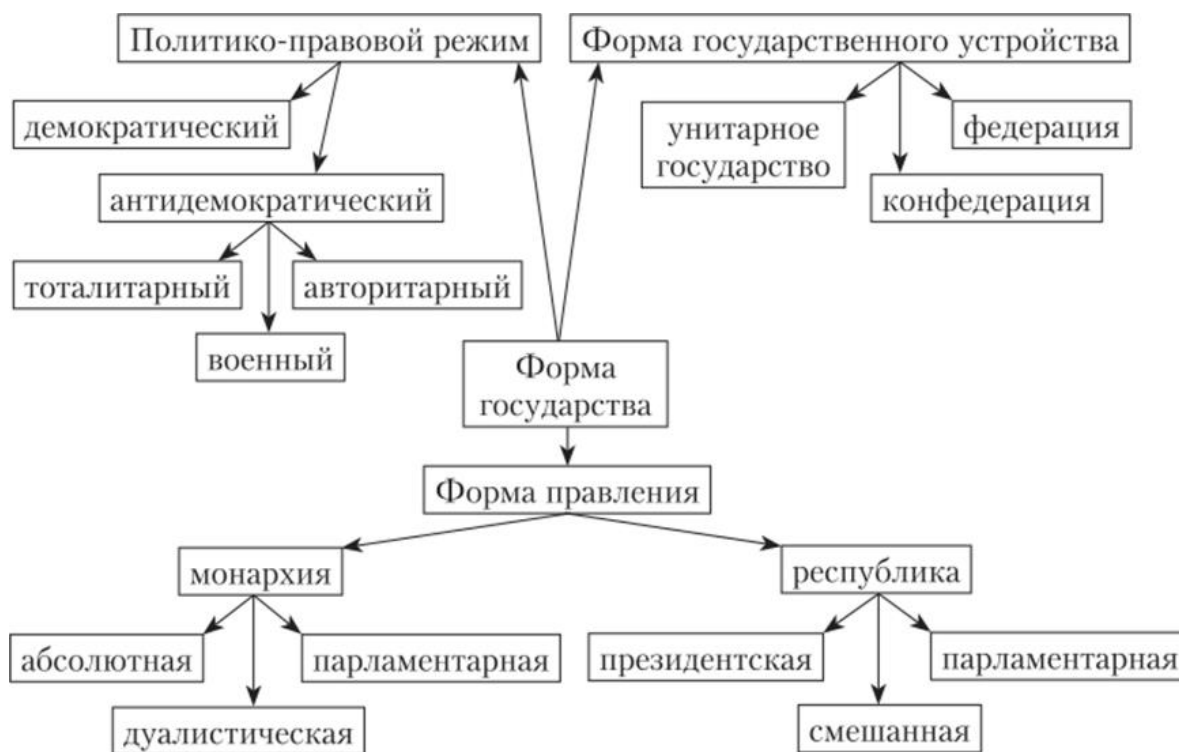 Политико-правовой режим
Форма государственного устройства
демократический
унитарное
государство
федерация
антидемократический
конфедерация
тоталитарный
авторитарный
военный
Форма
государства
Форма правления
монархия
республика
абсолютная
парламентарная
президентская
парламентарная
дуалистическая
смешанная